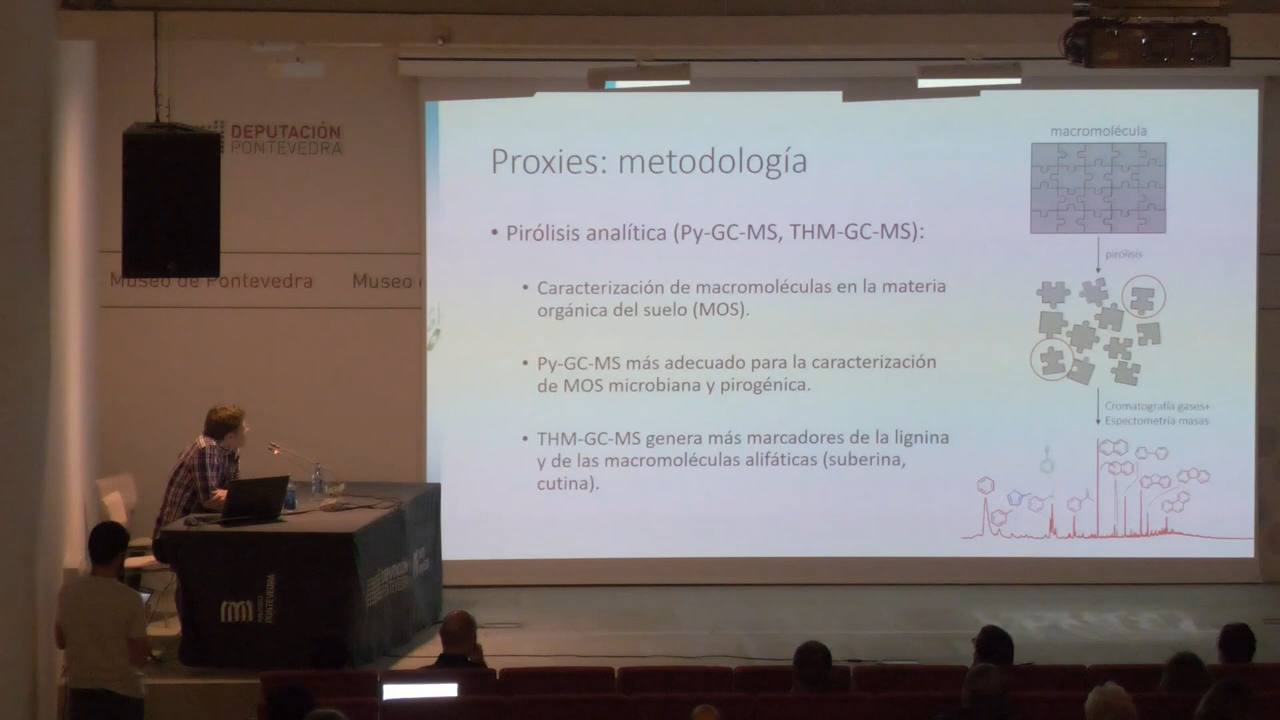 DEPUTACIÓN
PONTEVEDRA
Museo de Pontevedra
Museo
Proxies: metodología
• Pirólisis analítica (Py-GC-MS, THM-GC-MS):
• Caracterización de macromoléculas en la materia
orgánica del suelo (MOS).
• Py-GC-MS más adecuado para la caracterización
de MOS microbiana y pirogénica.
• THM-GC-MS genera más marcadores de la lignina
y de las macromoléculas alifáticas (suberina,
cutina).
macromolécula
pirólisis
Cromatografía gases+
Espectometría masas
MUSEO
PONTEVEDRA
DEPUTACIÓN